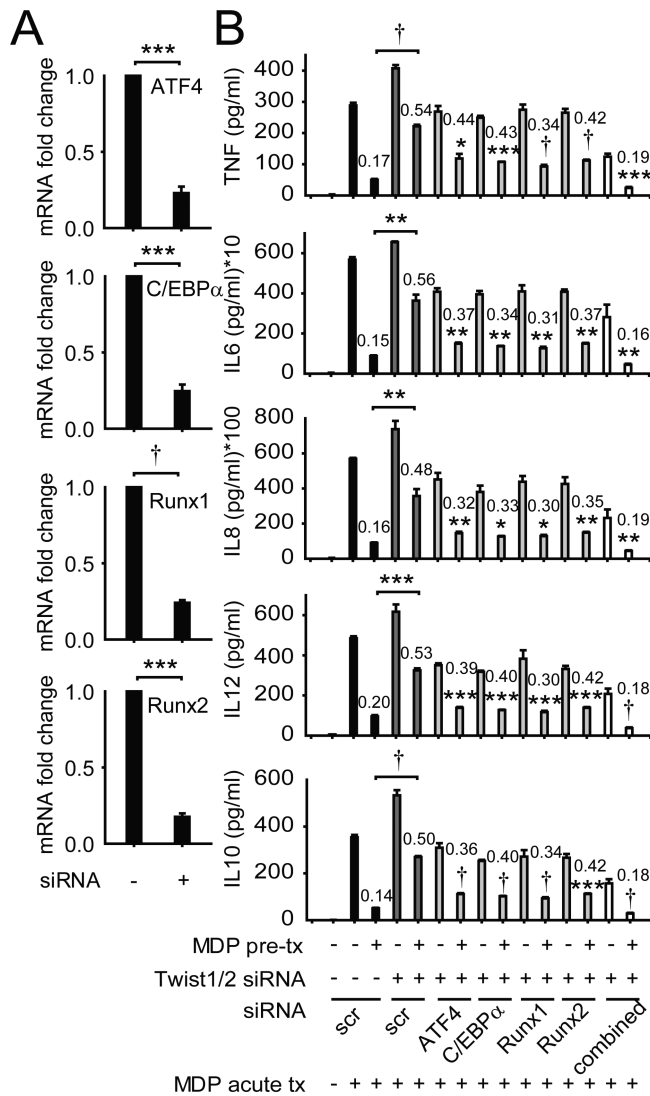 A
***
ATF4
mRNA fold change
1.0
0.5
0.0
***
C/EBPα
mRNA fold change
1.0
0.5
0.0
†
Runx1
mRNA fold change
1.0
0.5
0.0
***
Runx2
mRNA fold change
1.0
0.5
0.0
siRNA - +
B
†
TNF (pg/ml)
400
300
200
100
0
0.17 0.54 0.44 0.43 0.34 0.42 0.19
* *** † † ***
**
IL6 (pg/ml)*10
600
400
200
0
0.15 0.56 0.37 0.34 0.31 0.37 0.16
** ** ** ** **
**
IL8 (pg/ml)*100
800
600
400
200
0
0.16 0.48 0.32 0.33 0.30 0.35 0.19
** * * ** **
***
IL12 (pg/ml)
600
400
200
0
0.20 0.53 0.39 0.40 0.30 0.42 0.18
*** *** *** *** †
†
IL10 (pg/ml)
600
400
200
0
0.14 0.50 0.36 0.40 0.34 0.42 0.18
† † † *** †
MDP pre-tx - - + - + - + - + - + - + - +
Twist1/2 siRNA - - - + + + + + + + + + + + +
siRNA scr scr ATF4 C/EBPα Runx1 Runx2 combined
MDP acute tx - + + + + + + + + + + + + + +